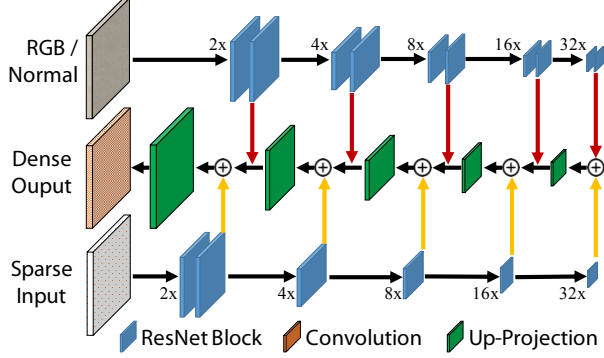 RGB /
Normal
2x 4x 8x 16x 32x
Dense
Ouput
Sparse
Input
2x 4x 8x 16x 32x
ResNet Block Convolution Up-Projection